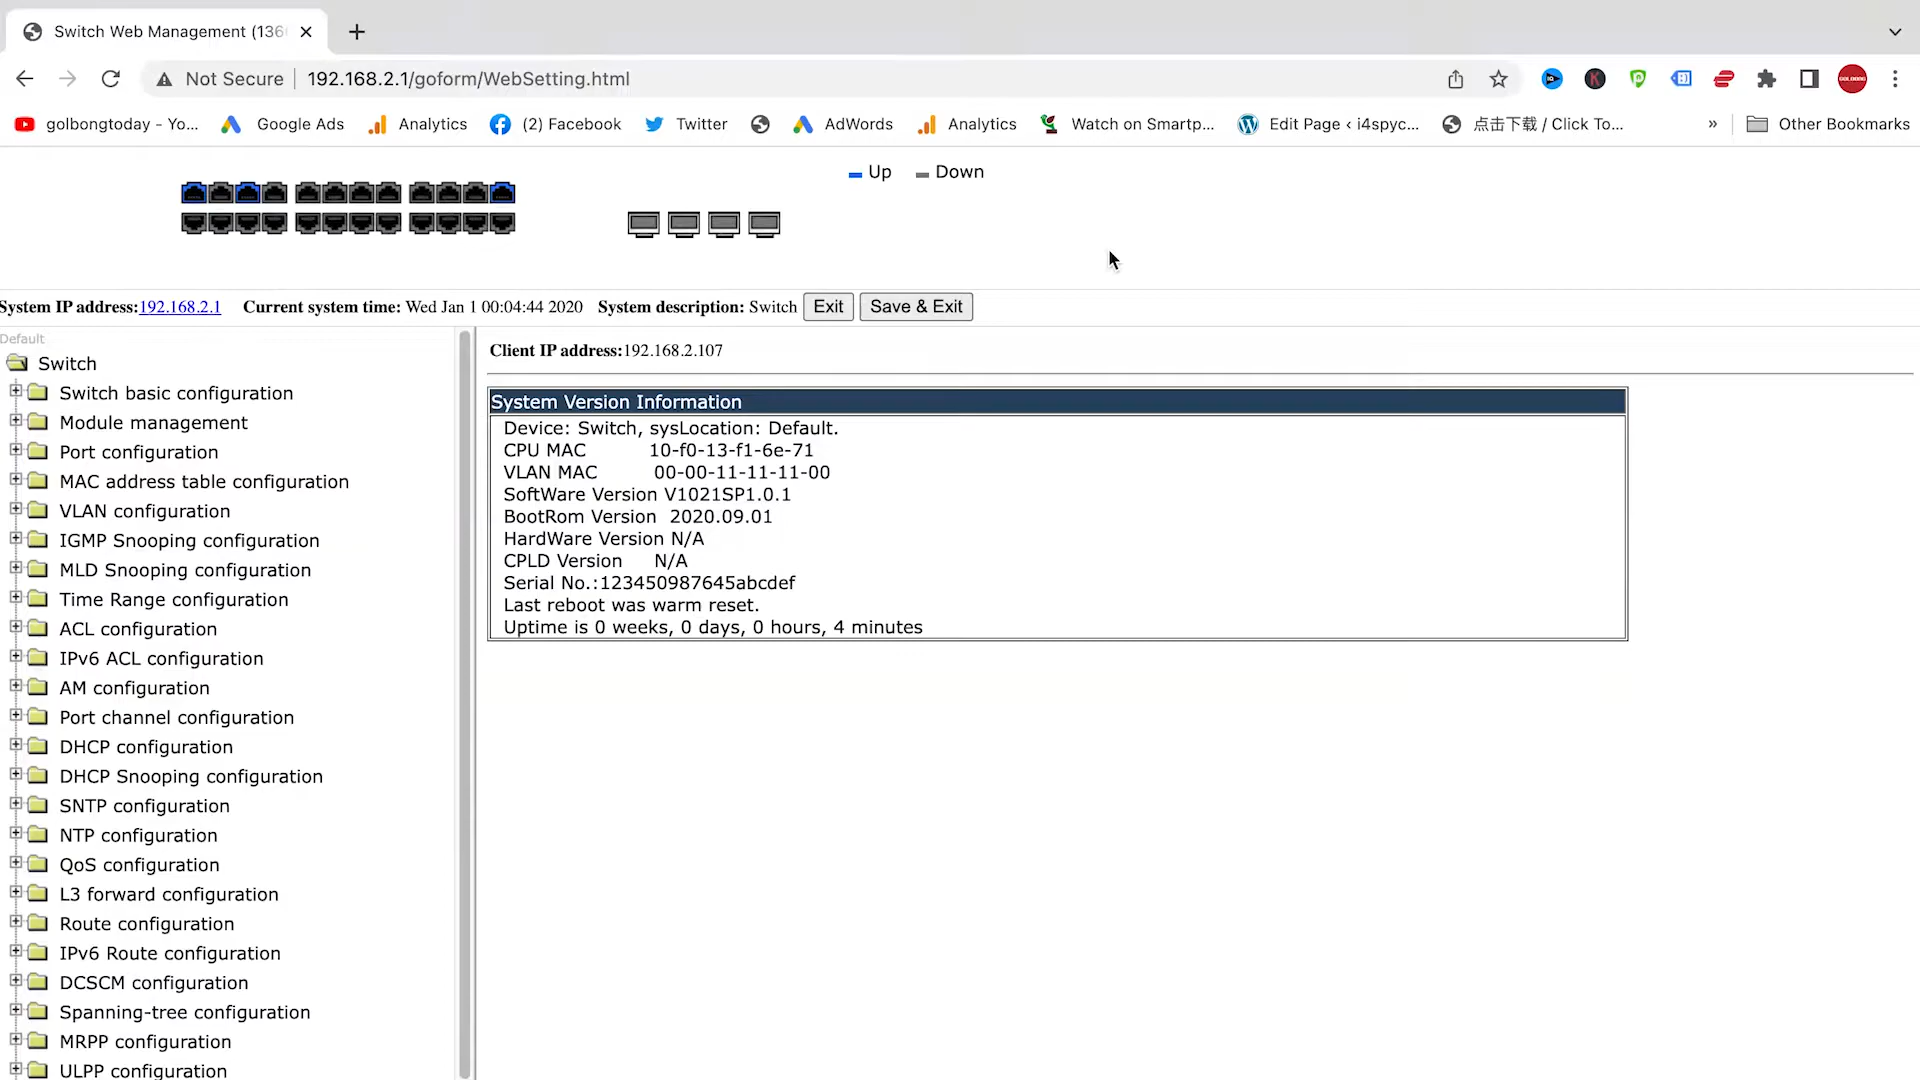 Switch Web Management (136
Not Secure 192.168.2.1/goform/WebSetting.html
golbongtoday - Yo... Google Ads Analytics (2) Facebook Twitter AdWords Analytics Watch on Smartp... Edit Page ‹ i4spyc... 点击下载 / Click To... » Other Bookmarks
Up Down
System IP address:192.168.2.1 Current system time: Wed Jan 1 00:04:44 2020 System description: Switch Exit Save & Exit
Default
Switch
Switch basic configuration
Module management
Port configuration
MAC address table configuration
VLAN configuration
IGMP Snooping configuration
MLD Snooping configuration
Time Range configuration
ACL configuration
IPv6 ACL configuration
AM configuration
Port channel configuration
DHCP configuration
DHCP Snooping configuration
SNTP configuration
NTP configuration
QoS configuration
L3 forward configuration
Route configuration
IPv6 Route configuration
DCSCM configuration
Spanning-tree configuration
MRPP configuration
ULPP configuration
Client IP address:192.168.2.107
System Version Information
Device: Switch, sysLocation: Default.
CPU MAC 10-f0-13-f1-6e-71
VLAN MAC 00-00-11-11-11-00
SoftWare Version V1021SP1.0.1
BootRom Version 2020.09.01
HardWare Version N/A
CPLD Version N/A
Serial No.:123450987645abcdef
Last reboot was warm reset.
Uptime is 0 weeks, 0 days, 0 hours, 4 minutes